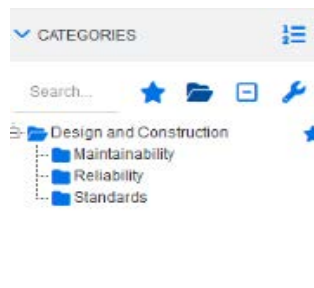 CATEGORIES
Search...
Design and Construction
Maintainability
Reliability
Standards